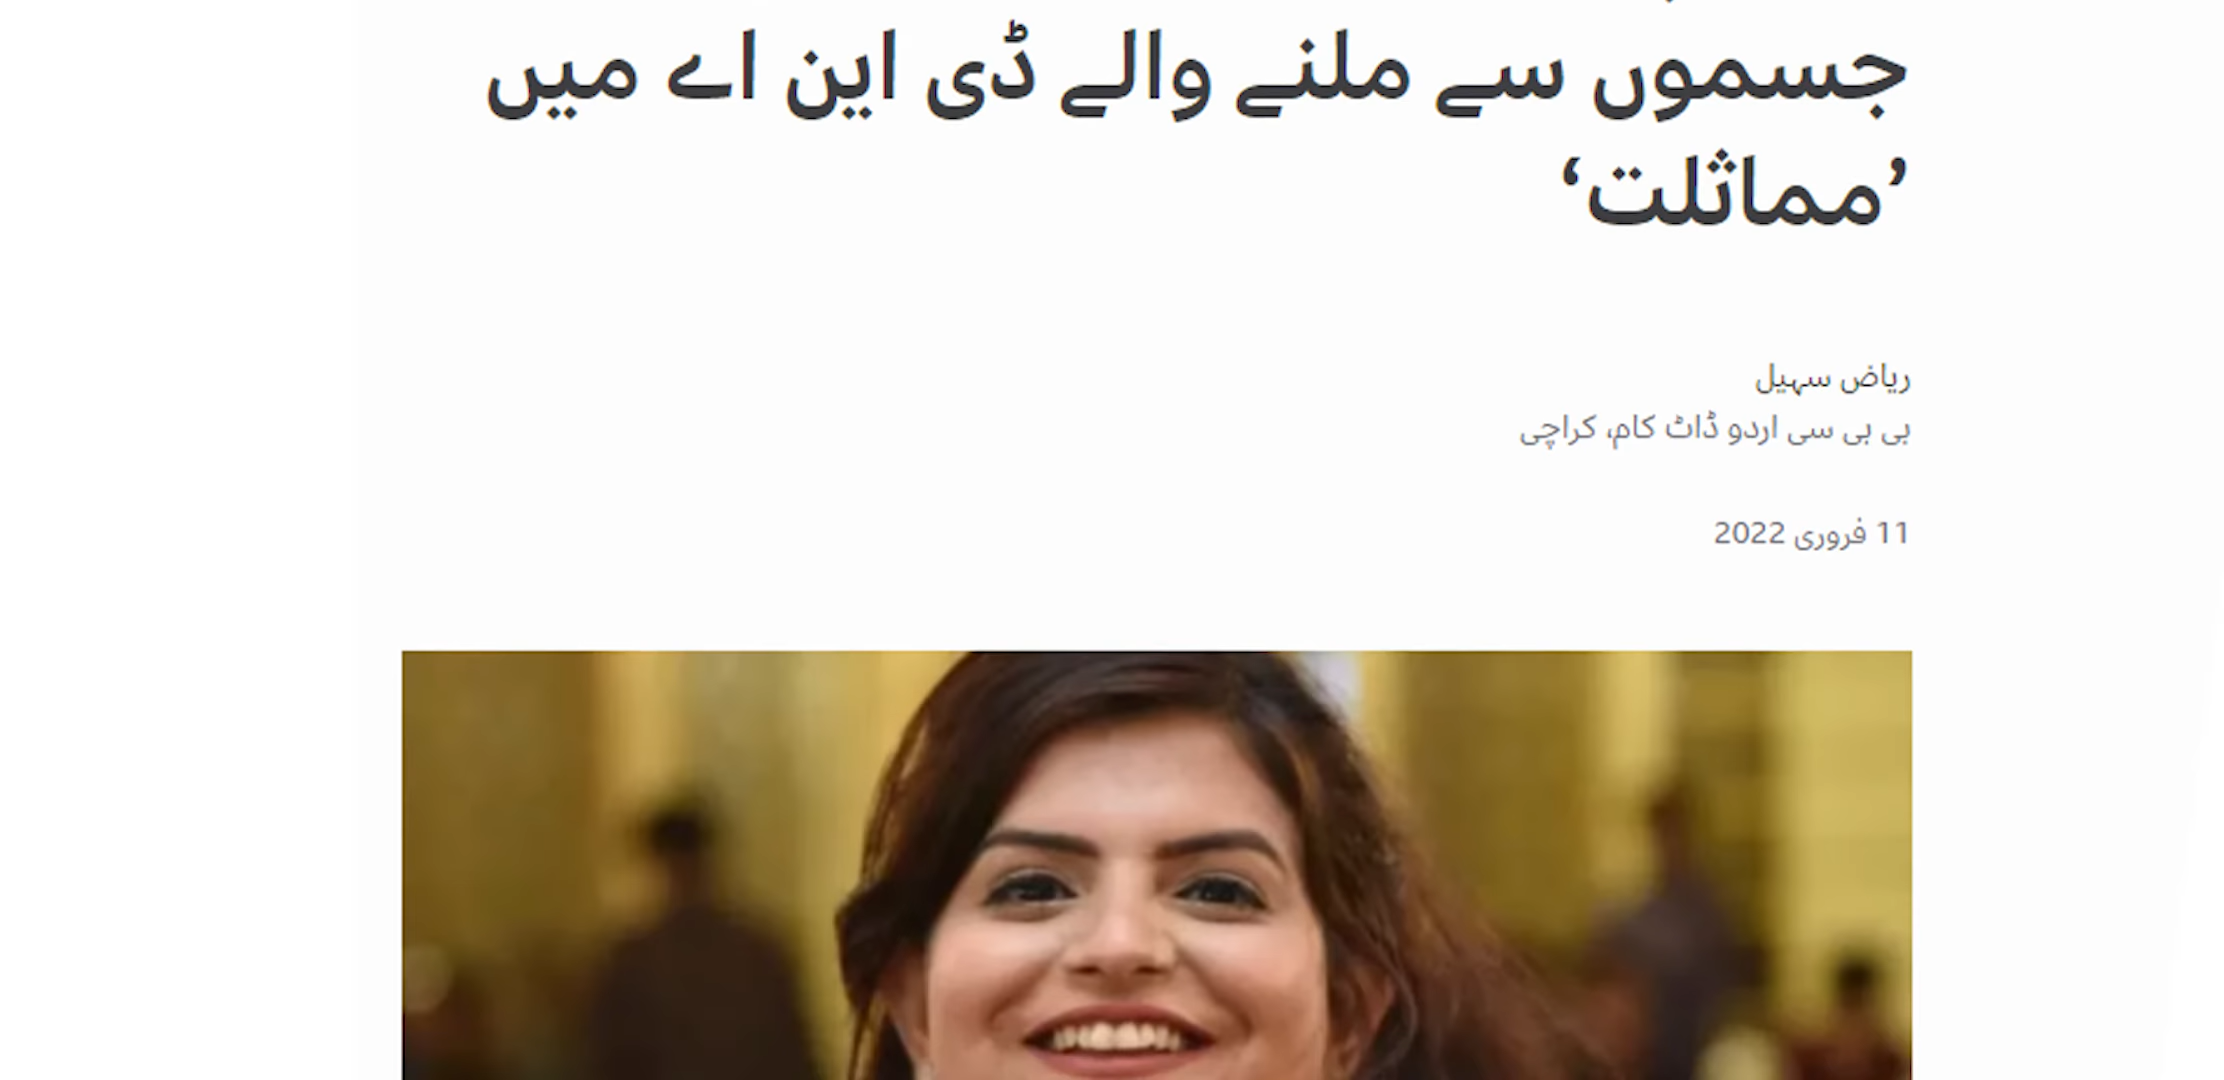 جسموں سے ملنے والے ڈی این اے میں
’مماثلت‘
ریاض سہیل
بی بی سی اردو ڈاٹ کام، کراچی
11 فروری 2022